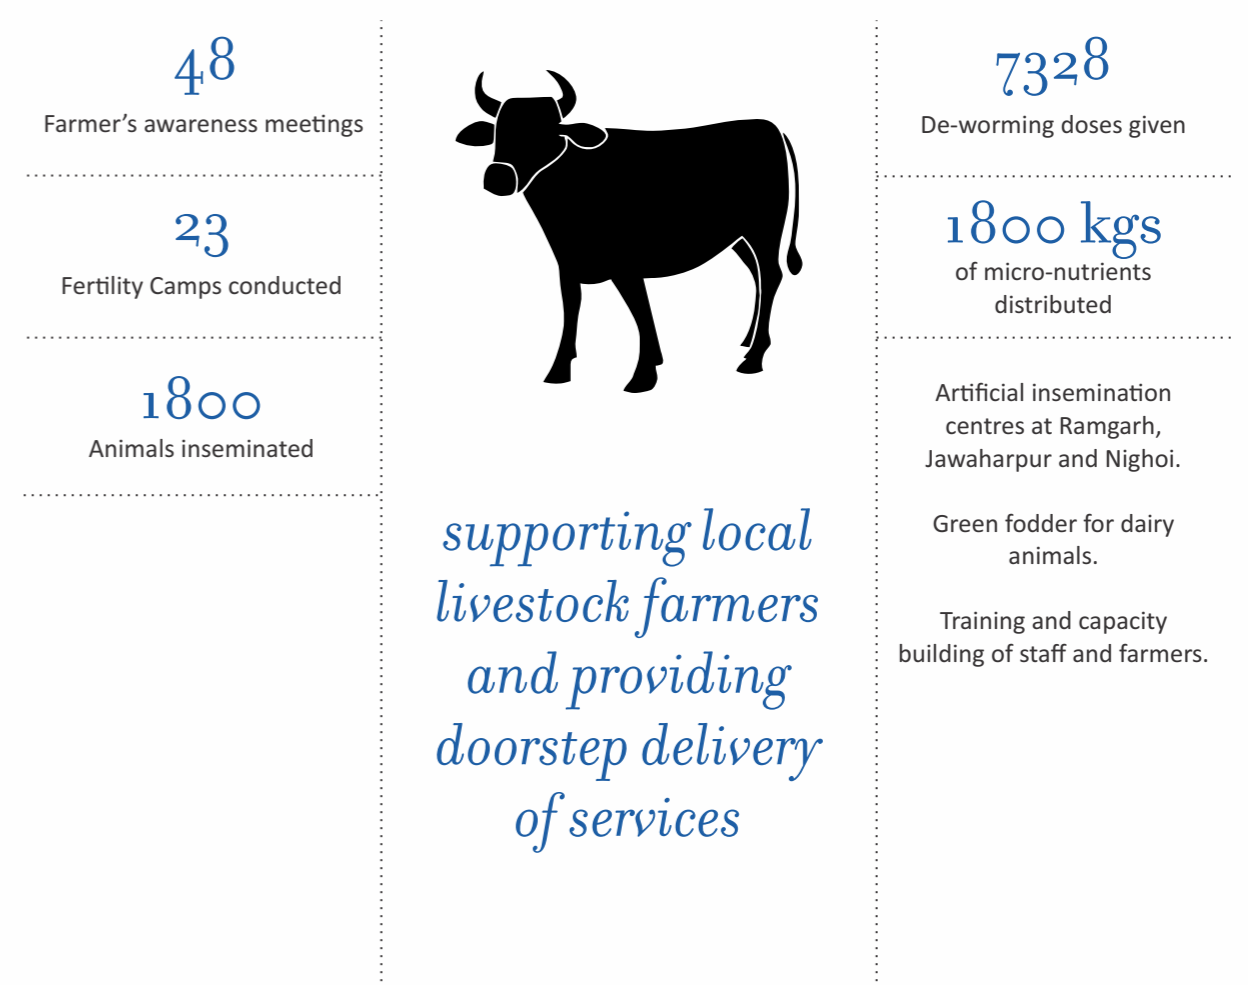 48
Farmer’s awareness meetings
23
Fertility Camps conducted
1800
Animals inseminated
supporting local
livestock farmers
and providing
doorstep delivery
of services
7328
De-worming doses given
1800 kgs
of micro-nutrients
distributed
Artificial insemination
centres at Ramgarh,
Jawaharpur and Nighoi.
Green fodder for dairy
animals.
Training and capacity
building of staff and farmers.